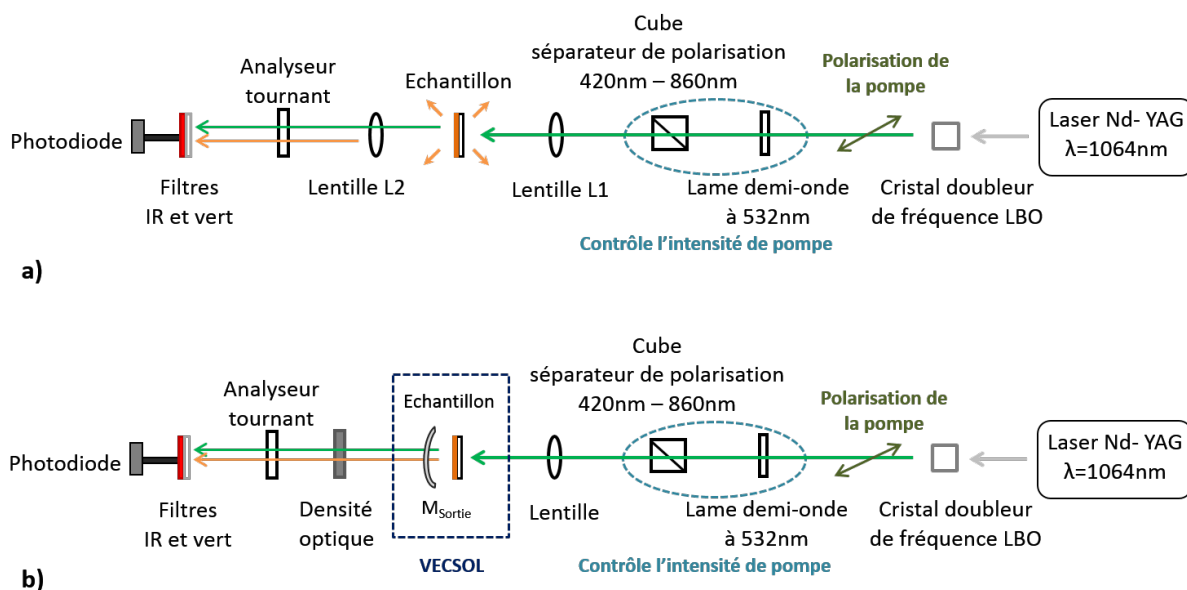 Cube
séparateur de polarisation
420nm – 860nm
Polarisation de
la pompe
Analyseur
tournant
Echantillon
Laser Nd- YAG
λ=1064nm
Photodiode
Filtres
IR et vert
Lentille L2
Lentille L1
Lame demi-onde
à 532nm
Cristal doubleur
de fréquence LBO
Contrôle l'intensité de pompe
a)
Cube
séparateur de polarisation
420nm – 860nm
Polarisation de
la pompe
Analyseur
tournant
Echantillon
Laser Nd- YAG
λ=1064nm
Photodiode
Filtres
IR et vert
Densité
optique
MSortie
Lentille
Lame demi-onde
à 532nm
Cristal doubleur
de fréquence LBO
VECSOL
Contrôle l'intensité de pompe
b)